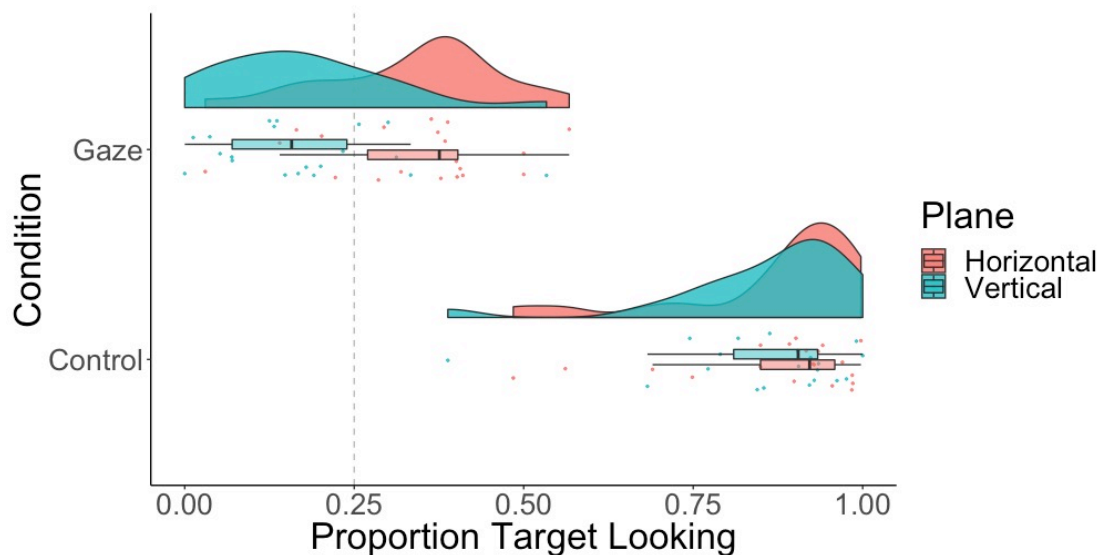 Condition
Gaze
Control
0.00 0.25 0.50 0.75 1.00
Proportion Target Looking
Plane
Horizontal
Vertical